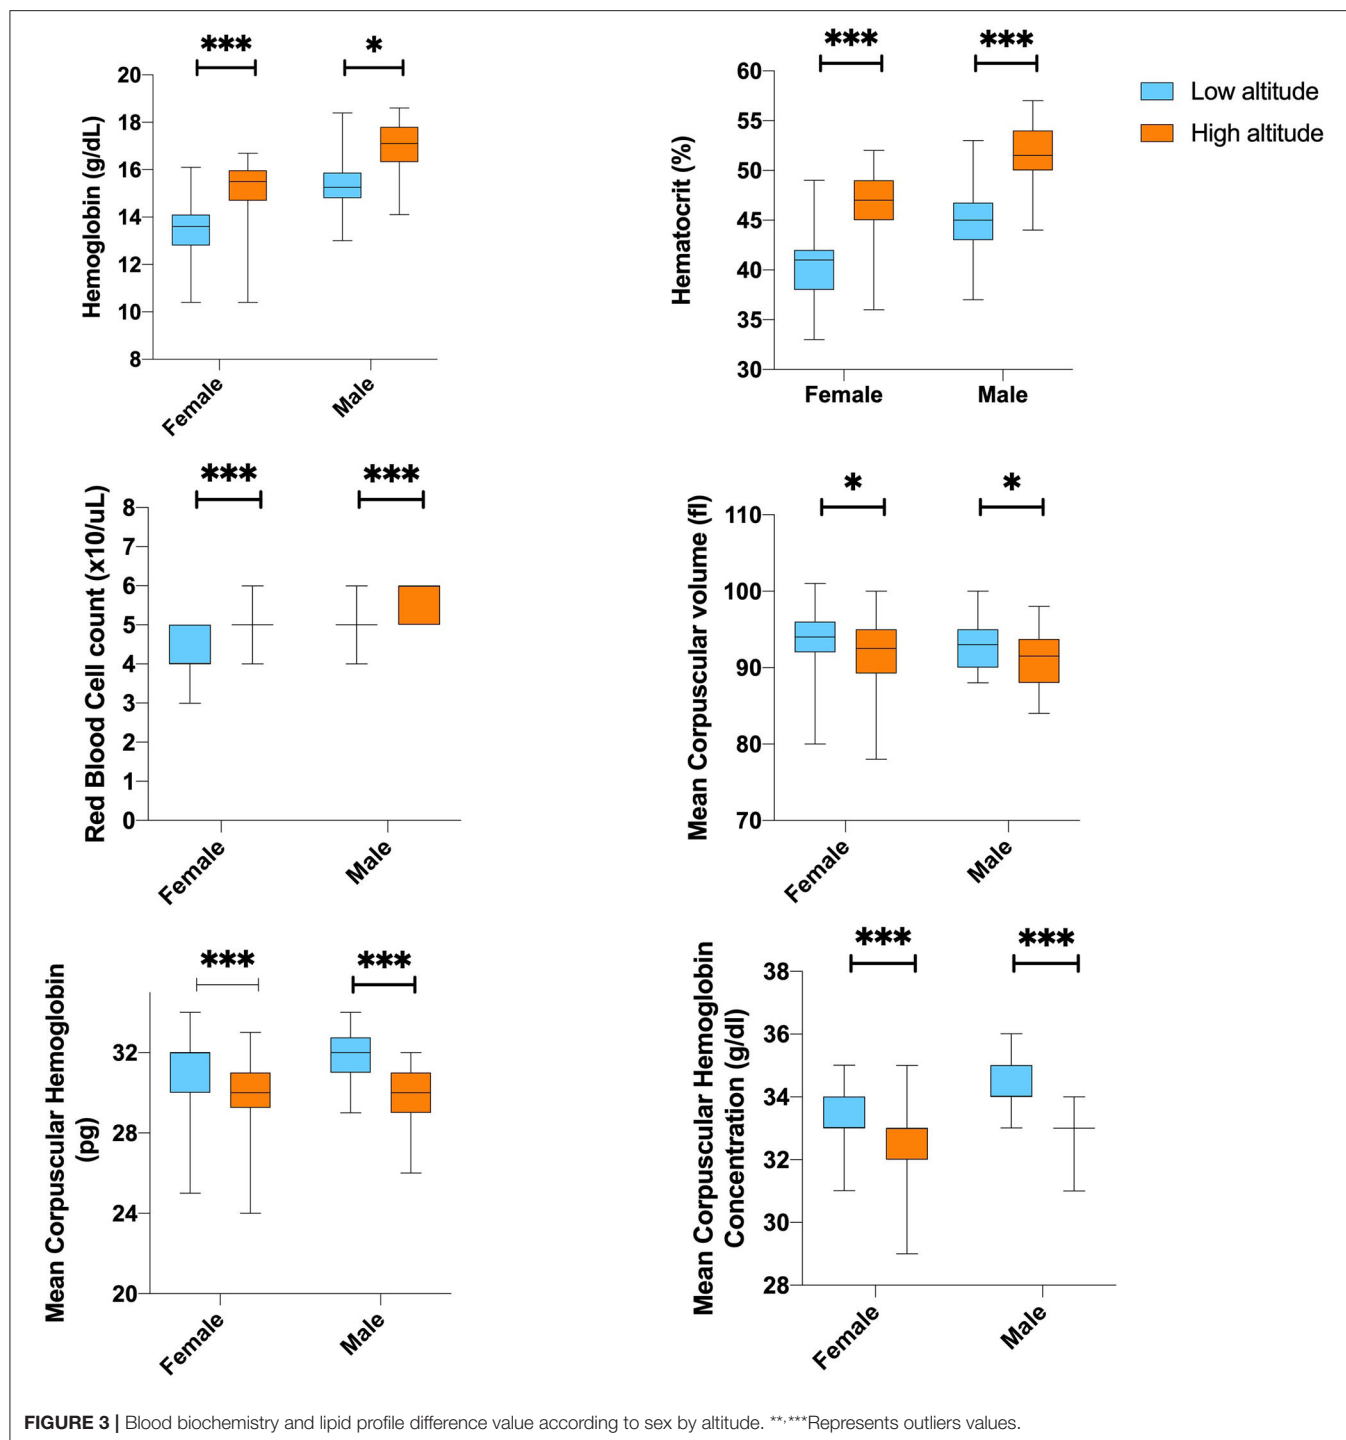 *** *
20
18
16
14
12
10
8
Hemoglobin (g/dL)
Female Male
*** ***
60
55
50
45
40
35
30
Hematocrit (%)
Female Male
Low altitude
High altitude
*** ***
8
7
6
5
4
3
2
1
0
Red Blood Cell count (x10/uL)
Female Male
* *
110
100
90
80
70
Mean Corpuscular volume (fl)
Female Male
*** ***
32
28
24
20
Mean Corpuscular Hemoglobin
(pg)
Female Male
*** ***
38
36
34
32
30
28
Mean Corpuscular Hemoglobin
Concentration (g/dl)
Female Male
FIGURE 3 | Blood biochemistry and lipid profile difference value according to sex by altitude. **,***Represents outliers values.